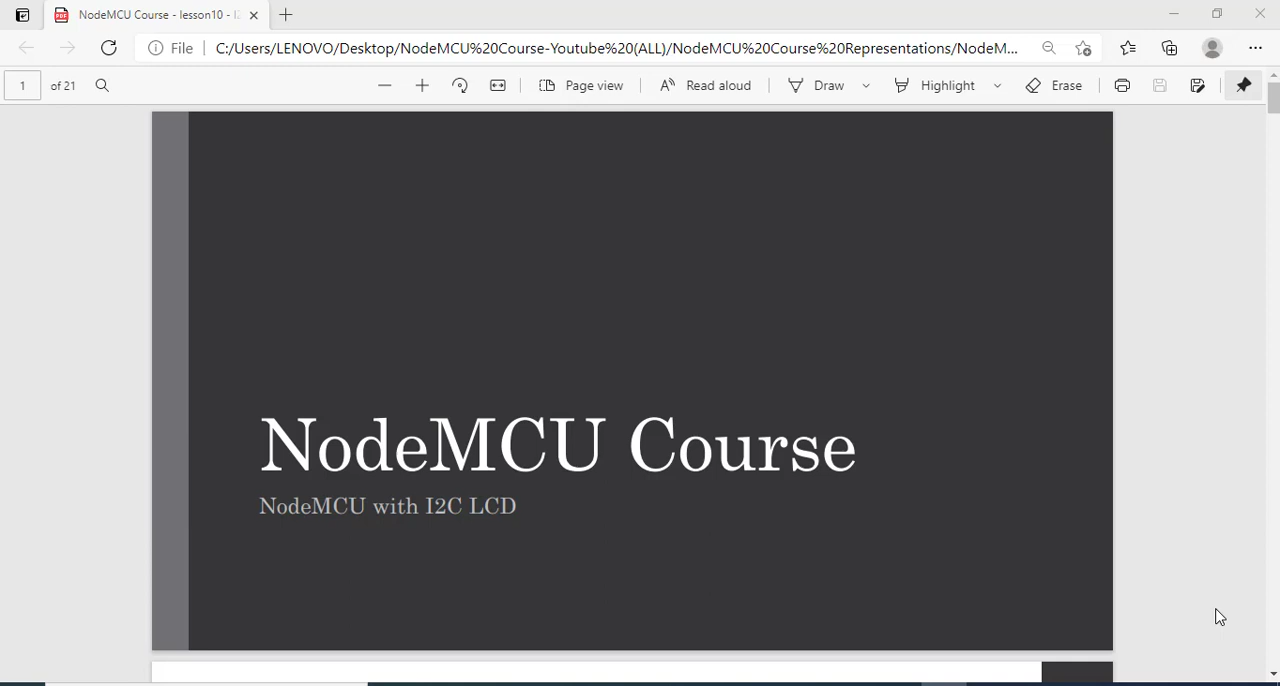 NodeMCU Course - lesson10 -
File
C:/Users/LENOVO/Desktop/NodeMCU%20Course-Youtube%20(ALL)/NodeMCU%20Course%20Representations/NodeM...
1 of 21
Page view
Read aloud
Draw
Highlight
Erase
NodeMCU Course
NodeMCU with I2C LCD